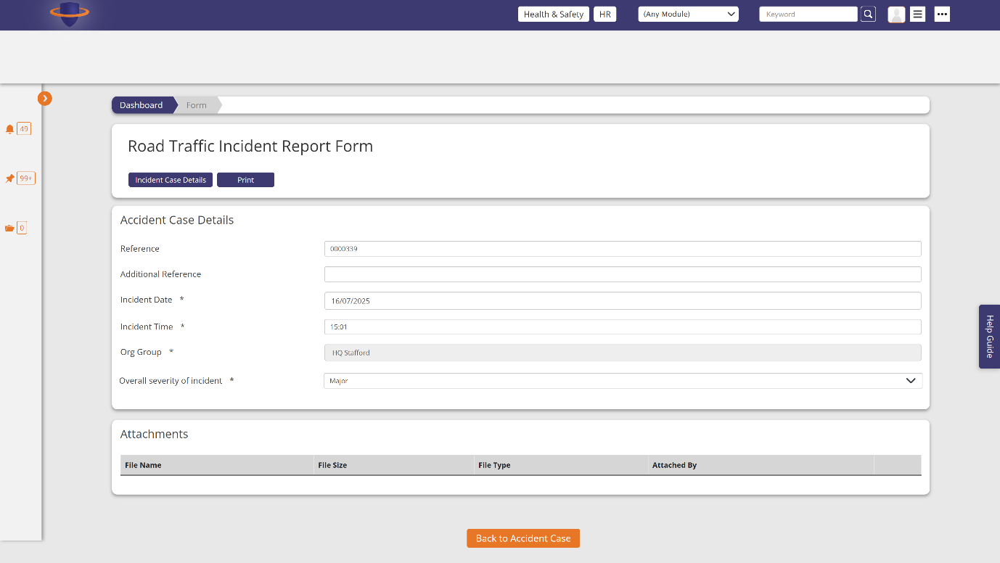 Health & Safety HR (Any Module) Keyword
Dashboard Form
49
Road Traffic Incident Report Form
99+
Incident Case Details Print
Accident Case Details
0
Reference 0000339
Additional Reference
Incident Date * 16/07/2025
Incident Time * 15:01
Org Group * HQ Stafford
Overall severity of incident * Major
Help Guide
Attachments
File Name File Size File Type Attached By
Back to Accident Case